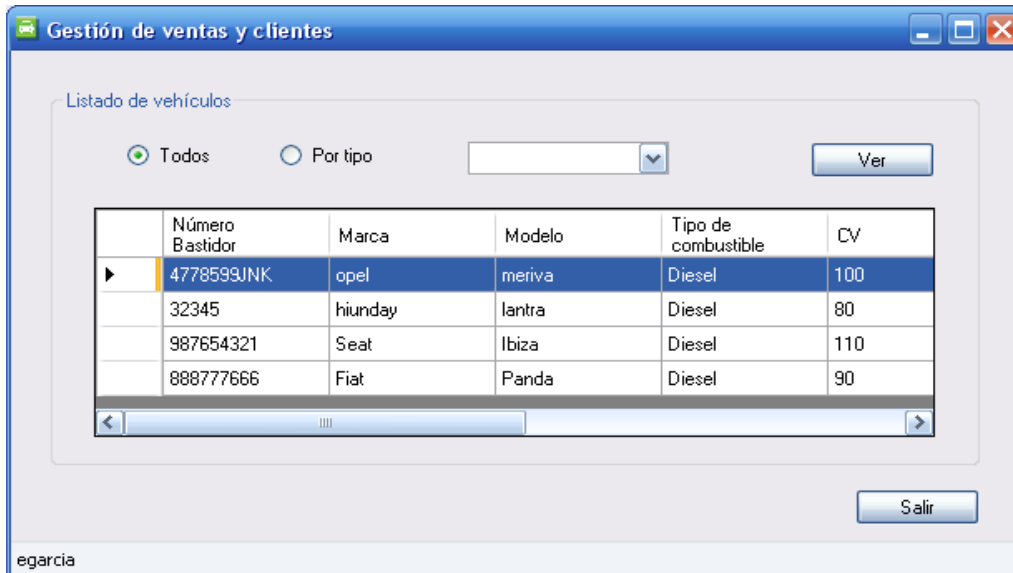 Gestión de ventas y clientes
Listado de vehículos
Todos Por tipo Ver
Número Bastidor Marca Modelo Tipo de combustible CV
4778599JNK opel meriva Diesel 100
32345 hiunday lantra Diesel 80
987654321 Seat Ibiza Diesel 110
888777666 Fiat Panda Diesel 90
Salir
egarcia